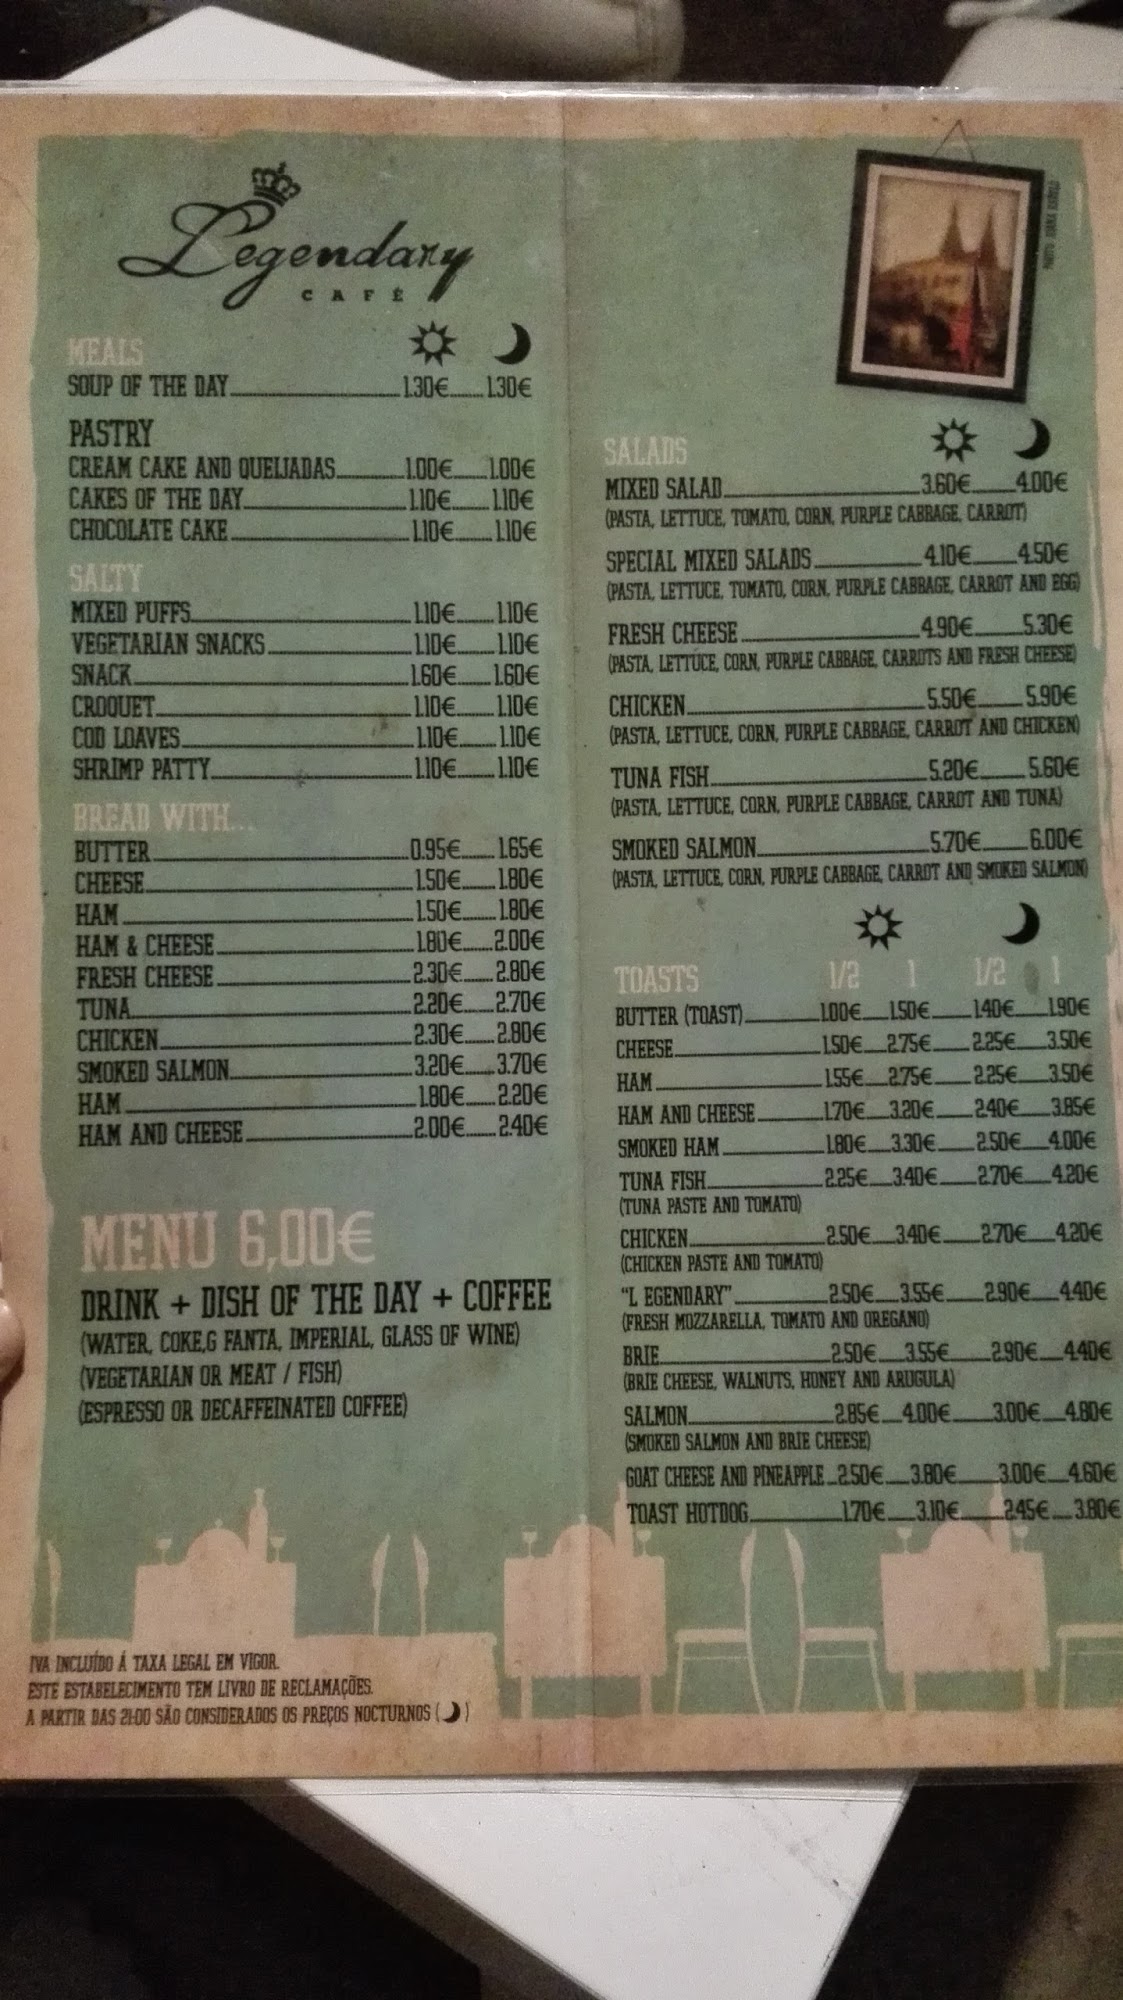 Legendary
CAFÉ
MEALS
SOUP OF THE DAY 1.30€ 1.30€
PASTRY
CREAM CAKE AND QUEIJADAS 1.00€ 1.00€
CAKES OF THE DAY 1.10€ 1.10€
CHOCOLATE CAKE 1.10€ 1.10€
SALTY
MIXED PUFFS 1.10€ 1.10€
VEGETARIAN SNACKS 1.10€ 1.10€
SNACK 1.60€ 1.60€
CROQUET 1.10€ 1.10€
COD LOAVES 1.10€ 1.10€
SHRIMP PATTY 1.10€ 1.10€
BREAD WITH...
BUTTER 0.95€ 1.65€
CHEESE 1.50€ 1.80€
HAM 1.50€ 1.80€
HAM & CHEESE 1.80€ 2.00€
FRESH CHEESE 2.30€ 2.80€
TUNA 2.20€ 2.70€
CHICKEN 2.30€ 2.80€
SMOKED SALMON 3.20€ 3.70€
HAM 1.80€ 2.20€
HAM AND CHEESE 2.00€ 2.40€
MENU 6,00€
DRINK + DISH OF THE DAY + COFFEE
(WATER, COKE,G FANTA, IMPERIAL, GLASS OF WINE)
(VEGETARIAN OR MEAT / FISH)
(ESPRESSO OR DECAFFEINATED COFFEE)
IVA INCLUÍDO Á TAXA LEGAL EM VIGOR.
ESTE ESTABELECIMENTO TEM LIVRO DE RECLAMAÇÕES.
A PARTIR DAS 21:00 SÃO CONSIDERADOS OS PREÇOS NOCTURNOS ( )
SALADS
MIXED SALAD 3.60€ 4.00€
(PASTA, LETTUCE, TOMATO, CORN, PURPLE CABBAGE, CARROT)
SPECIAL MIXED SALADS 4.10€ 4.50€
(PASTA, LETTUCE, TOMATO, CORN, PURPLE CABBAGE, CARROT AND EGG)
FRESH CHEESE 4.90€ 5.30€
(PASTA, LETTUCE, CORN, PURPLE CABBAGE, CARROTS AND FRESH CHEESE)
CHICKEN 5.50€ 5.90€
(PASTA, LETTUCE, CORN, PURPLE CABBAGE, CARROT AND CHICKEN)
TUNA FISH 5.20€ 5.60€
(PASTA, LETTUCE, CORN, PURPLE CABBAGE, CARROT AND TUNA)
SMOKED SALMON 5.70€ 6.00€
(PASTA, LETTUCE, CORN, PURPLE CABBAGE, CARROT AND SMOKED SALMON)
TOASTS 1/2 1 1/2 1
BUTTER (TOAST) 1.00€ 1.50€ 1.40€ 1.90€
CHEESE 1.50€ 2.75€ 2.25€ 3.50€
HAM 1.55€ 2.75€ 2.25€ 3.50€
HAM AND CHEESE 1.70€ 3.20€ 2.40€ 3.85€
SMOKED HAM 1.80€ 3.30€ 2.50€ 4.00€
TUNA FISH 2.25€ 3.40€ 2.70€ 4.20€
(TUNA PASTE AND TOMATO)
CHICKEN 2.50€ 3.40€ 2.70€ 4.20€
(CHICKEN PASTE AND TOMATO)
"L EGENDARY" 2.50€ 3.55€ 2.90€ 4.40€
(FRESH MOZZARELLA, TOMATO AND OREGANO)
BRIE 2.50€ 3.55€ 2.90€ 4.40€
(BRIE CHEESE, WALNUTS, HONEY AND ARUGULA)
SALMON 2.85€ 4.00€ 3.00€ 4.80€
(SMOKED SALMON AND BRIE CHEESE)
GOAT CHEESE AND PINEAPPLE 2.50€ 3.80€ 3.00€ 4.60€
TOAST HOTDOG 1.70€ 3.10€ 2.45€ 3.80€